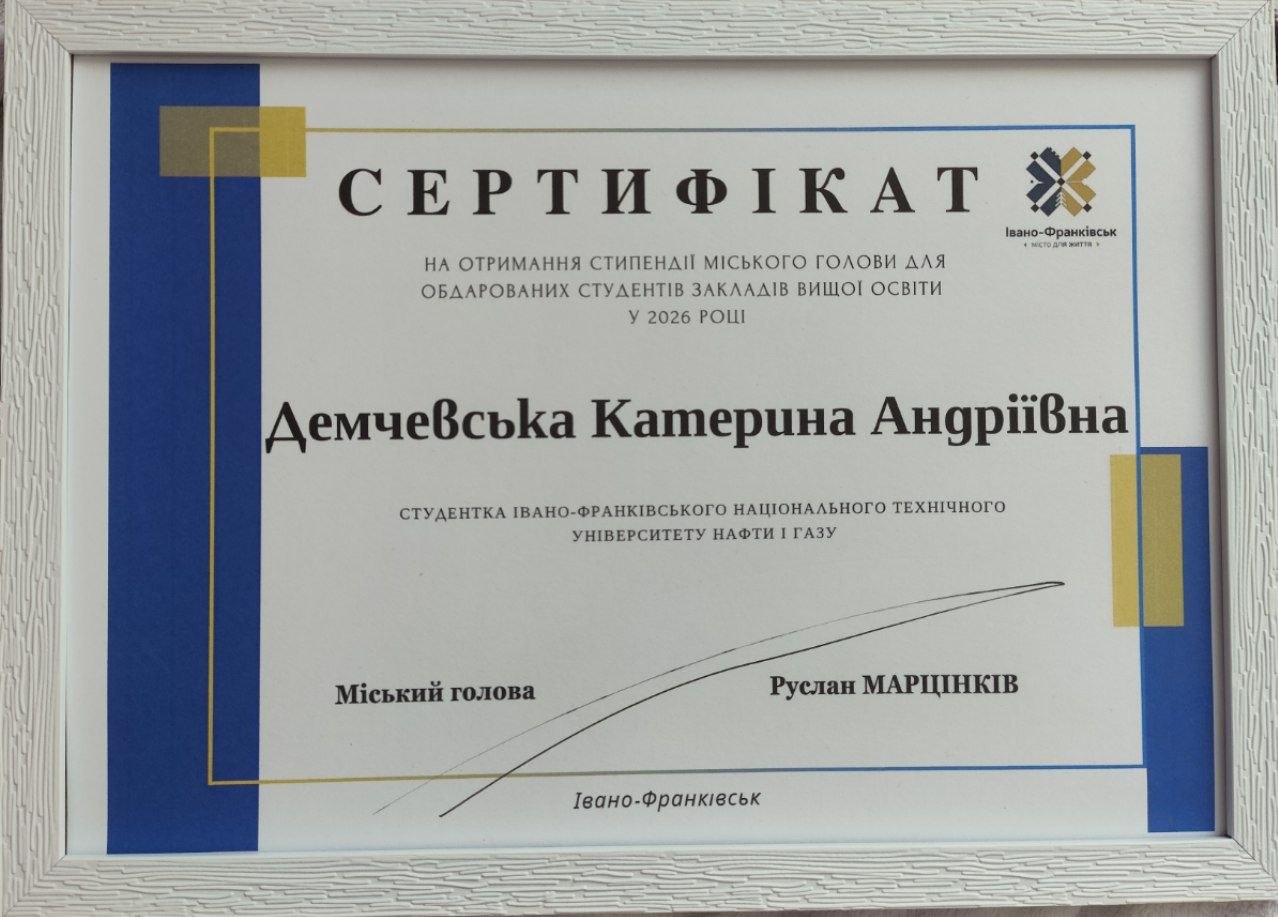 СЕРТИФІКАТ
Івано-Франківськ
МІСТО ДЛЯ ЖИТТЯ
НА ОТРИМАННЯ СТИПЕНДІЇ МІСЬКОГО ГОЛОВИ ДЛЯ
ОБДАРОВАНИХ СТУДЕНТІВ ЗАКЛАДІВ ВИЩОЇ ОСВІТИ
У 2026 РОЦІ
Демчевська Катерина Андріївна
СТУДЕНТКА ІВАНО-ФРАНКІВСЬКОГО НАЦІОНАЛЬНОГО ТЕХНІЧНОГО
УНІВЕРСИТЕТУ НАФТИ І ГАЗУ
Міський голова
Руслан МАРЦІНКІВ
Івано-Франківськ